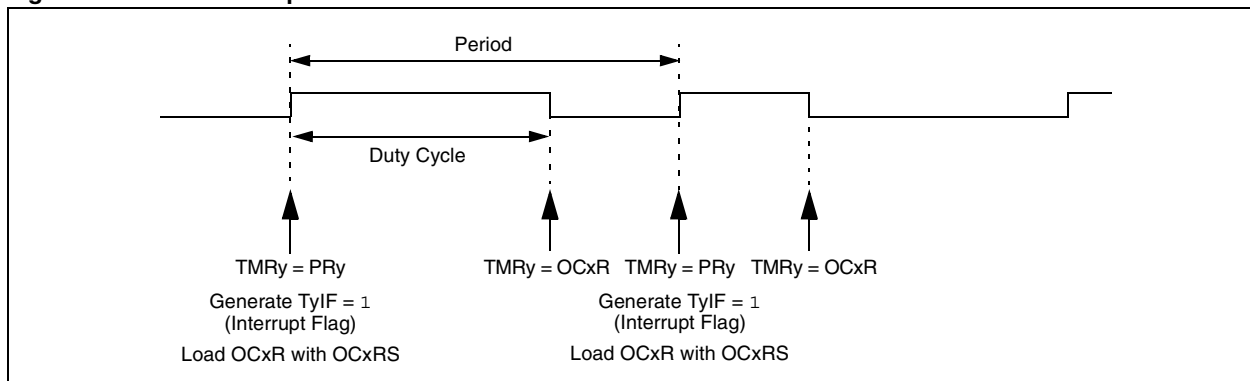 Period
Duty Cycle
TMRy = PRy
TMRy = OCxR
TMRy = PRy
TMRy = OCxR
Generate TyIF = 1
(Interrupt Flag)
Load OCxR with OCxRS
Generate TyIF = 1
(Interrupt Flag)
Load OCxR with OCxRS